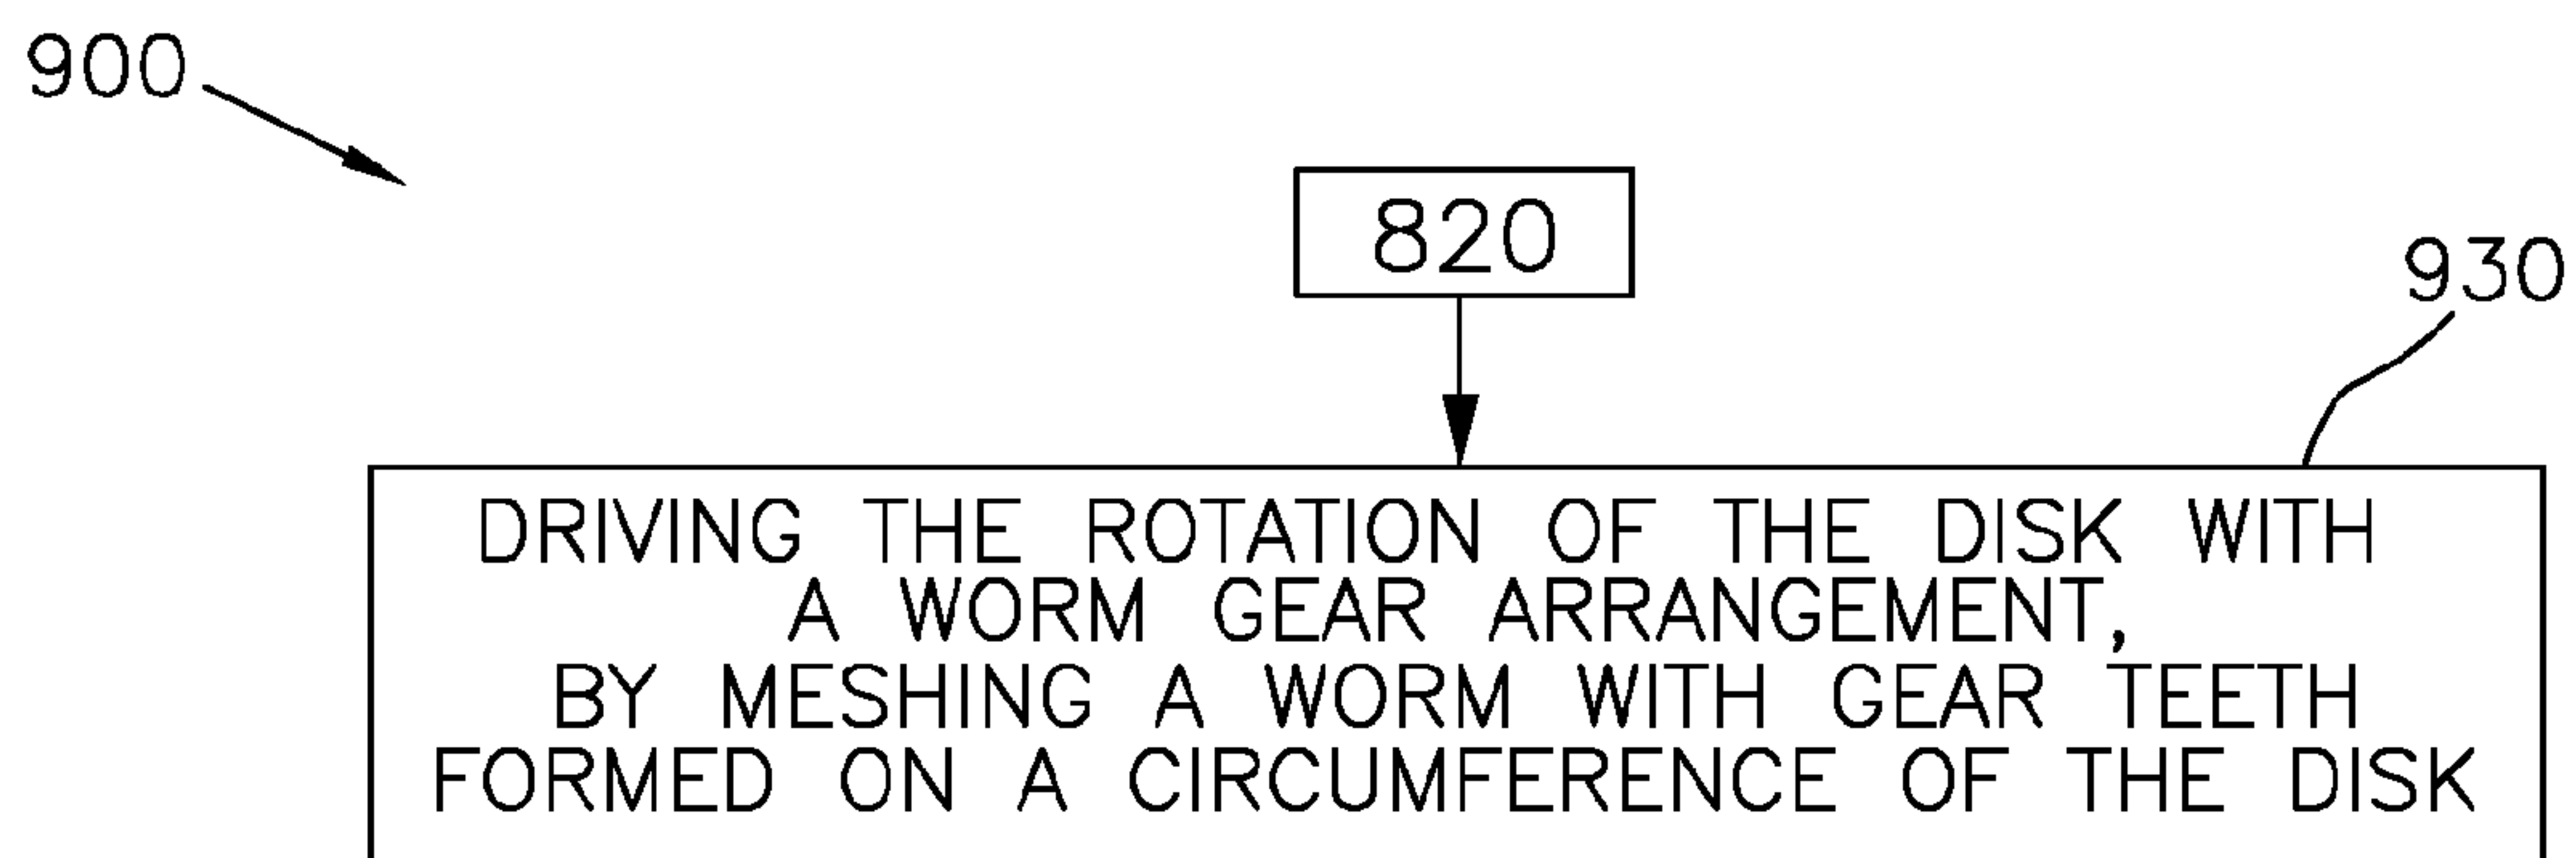 900
820
930
DRIVING THE ROTATION OF THE DISK WITH
A WORM GEAR ARRANGEMENT,
BY MESHING A WORM WITH GEAR TEETH
FORMED ON A CIRCUMFERENCE OF THE DISK